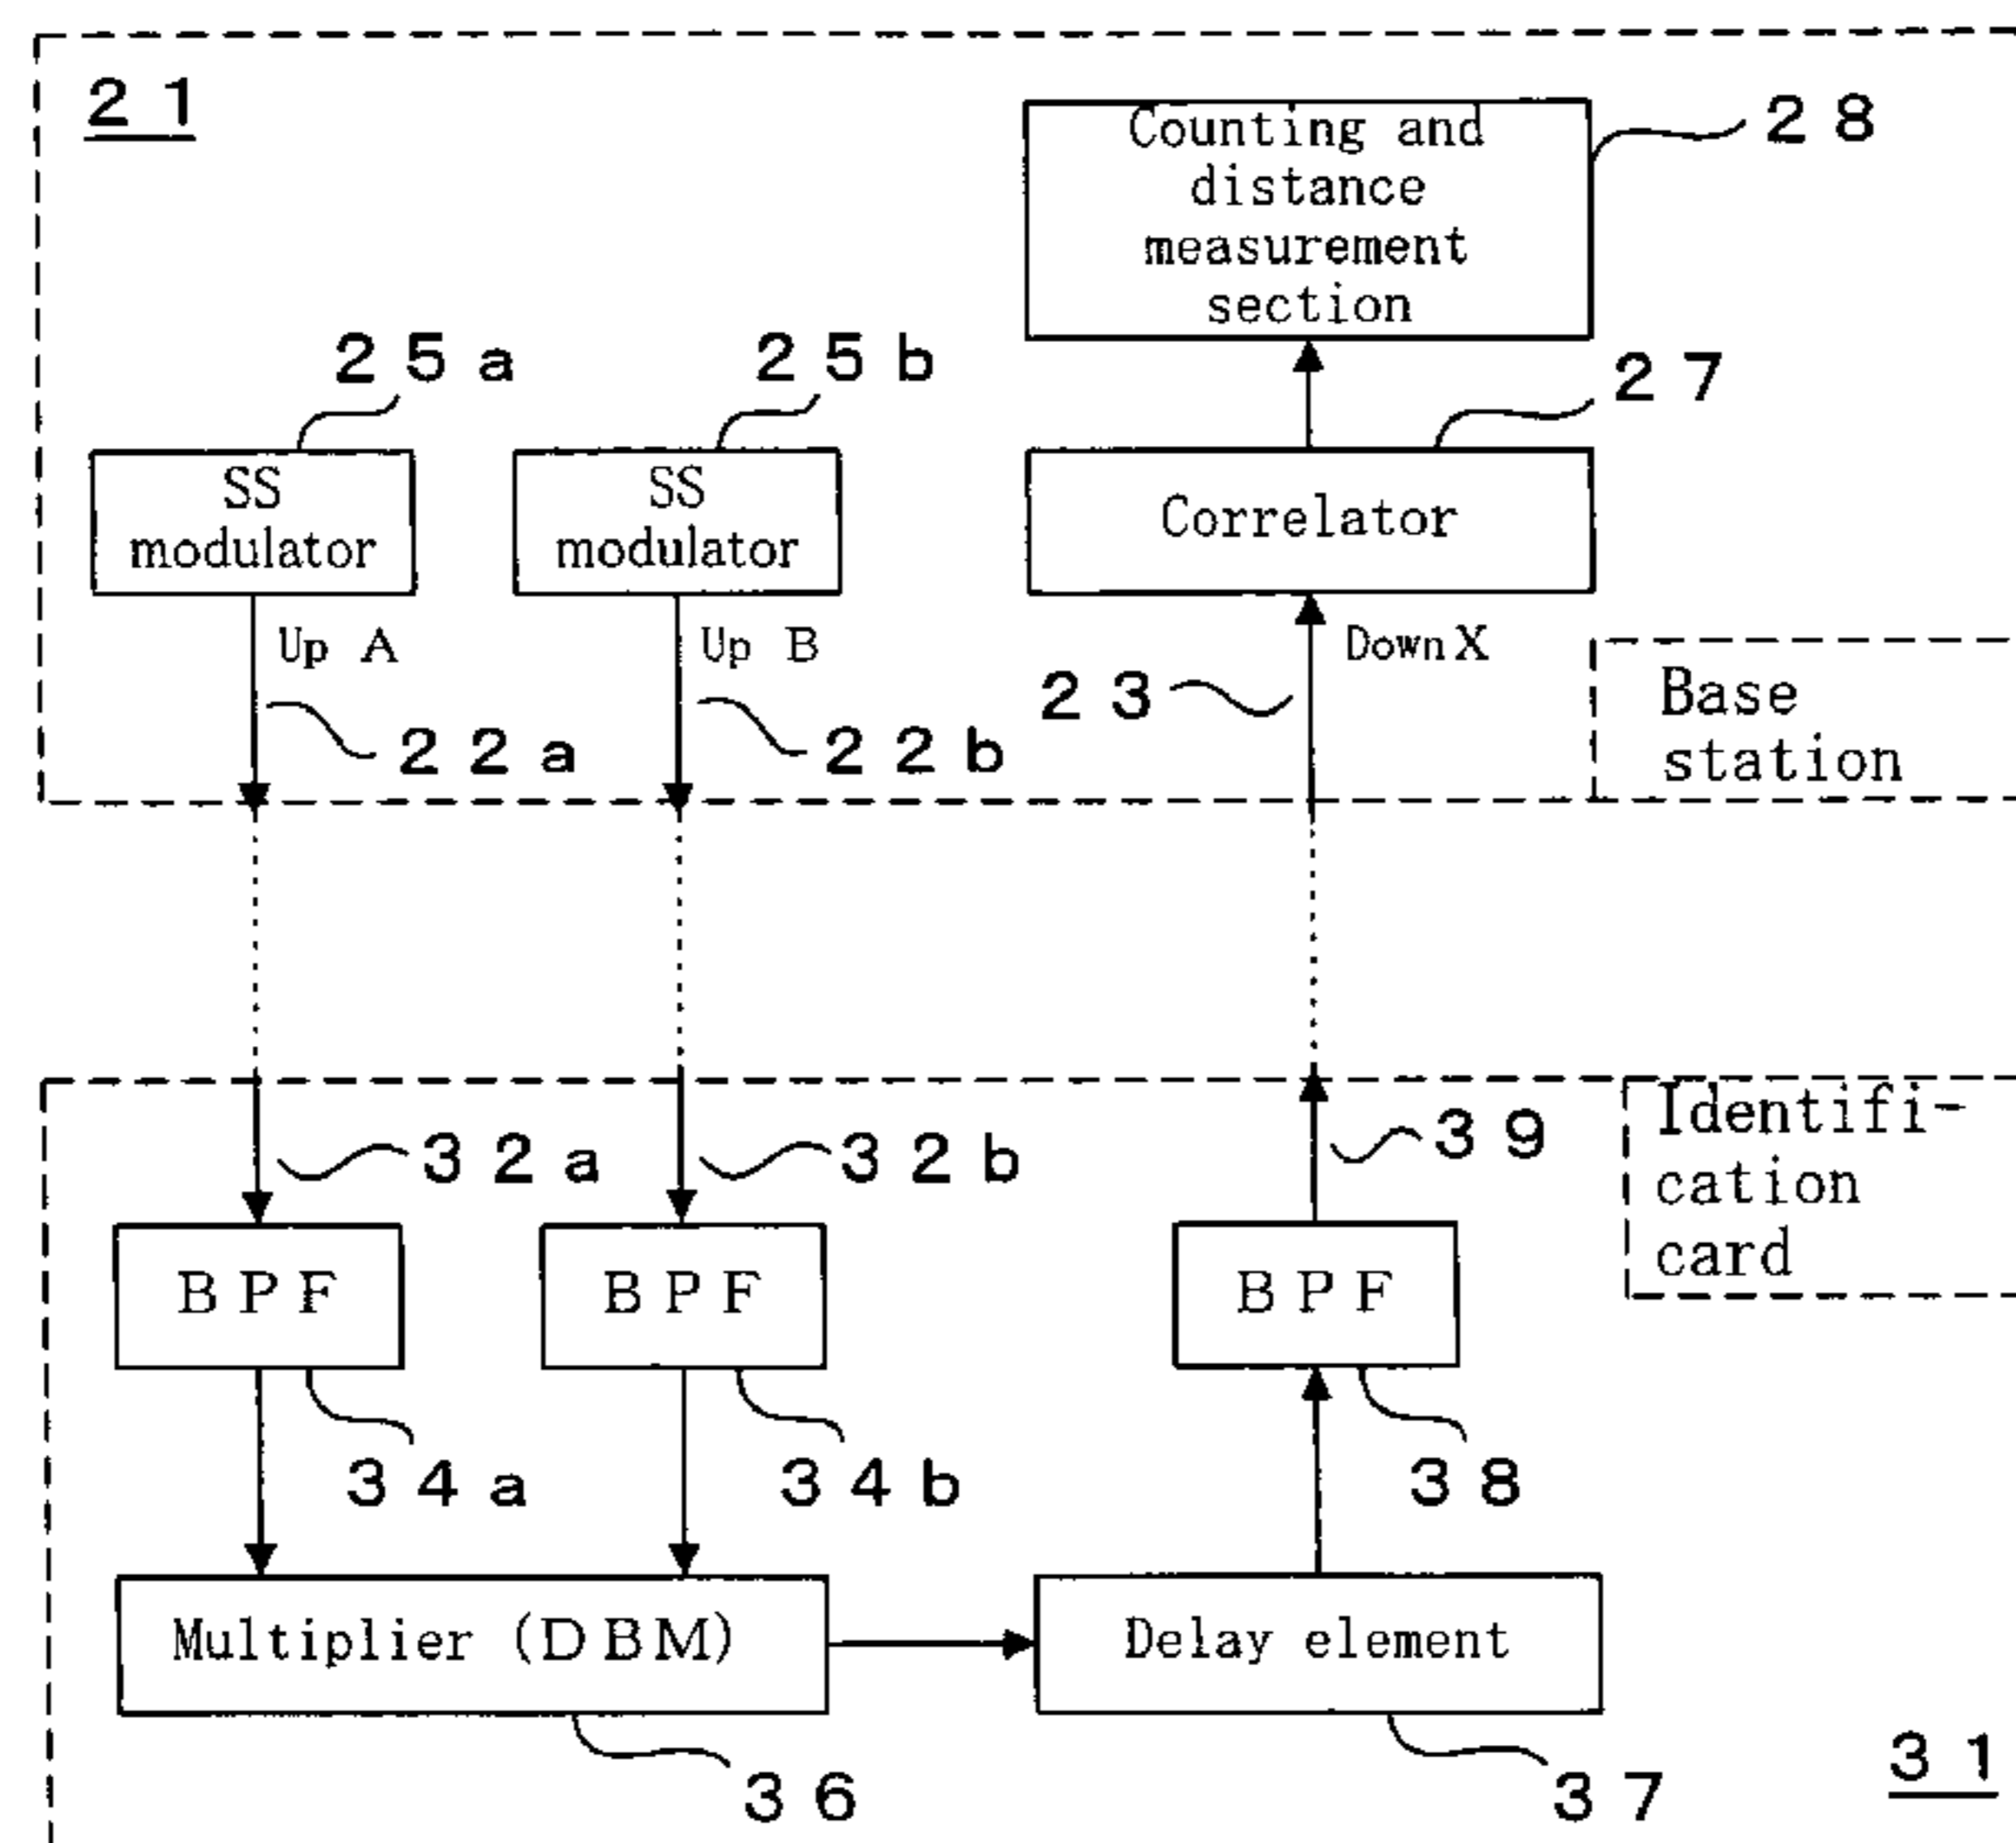 21
Counting and
distance
measurement
section
28
25a
25b
27
SS
modulator
SS
modulator
Correlator
Up A
Up B
Down X
22a
22b
23
Base
station
32a
32b
39
Identifi-
cation
card
BPF
BPF
BPF
34a
34b
38
Multiplier (DBM)
Delay element
36
37
31